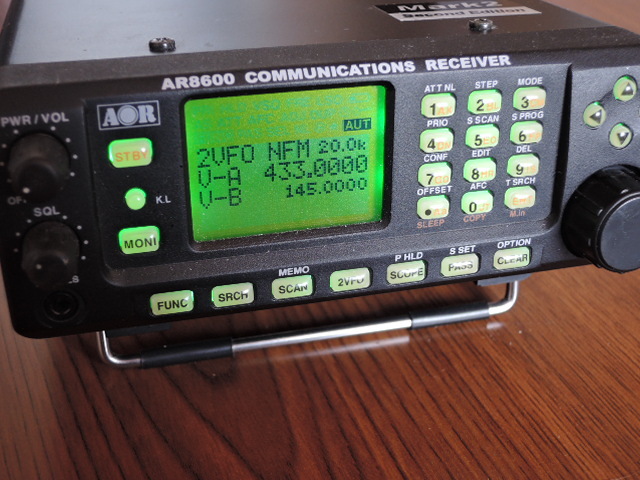 Mark2
Second Edition
AR8600 COMMUNICATIONS RECEIVER
PWR / VOL
AOR
STBY
K.L
SQL
MONI
AUT
2VFO NFM 20.0k
V-A 433.0000
V-B 145.0000
ATT NL STEP MODE
1 2 3
PRIO S SCAN S PROG
4 5 6
CONF EDIT DEL
7 8 9
OFFSET AFC T SRCH
0
SLEEP COPY M.in
MEMO P HLD S SET OPTION
FUNC SRCH SCAN 2VFO SCOPE PASS CLEAR